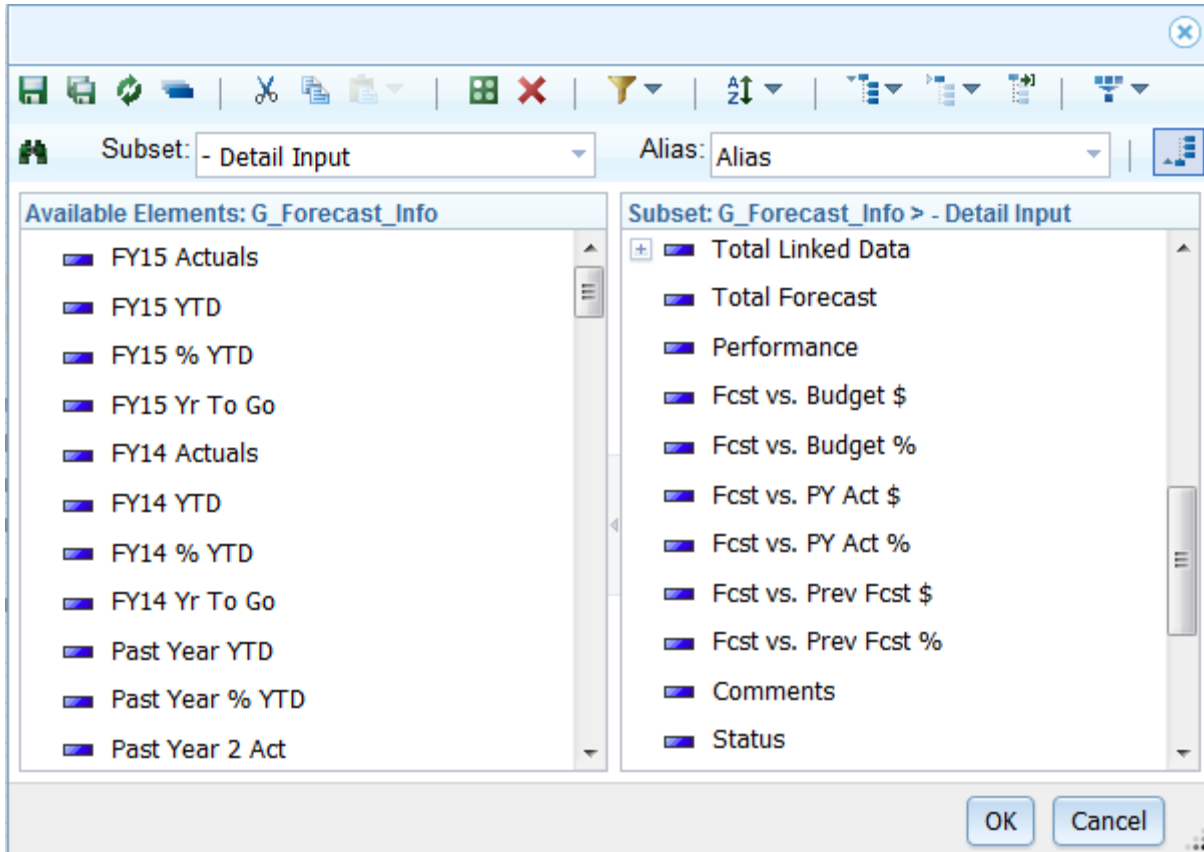 Subset: - Detail Input Alias: Alias
Available Elements: G_Forecast_Info
FY15 Actuals
FY15 YTD
FY15 % YTD
FY15 Yr To Go
FY14 Actuals
FY14 YTD
FY14 % YTD
FY14 Yr To Go
Past Year YTD
Past Year % YTD
Past Year 2 Act
Subset: G_Forecast_Info > - Detail Input
Total Linked Data
Total Forecast
Performance
Fcst vs. Budget $
Fcst vs. Budget %
Fcst vs. PY Act $
Fcst vs. PY Act %
Fcst vs. Prev Fcst $
Fcst vs. Prev Fcst %
Comments
Status
OK Cancel